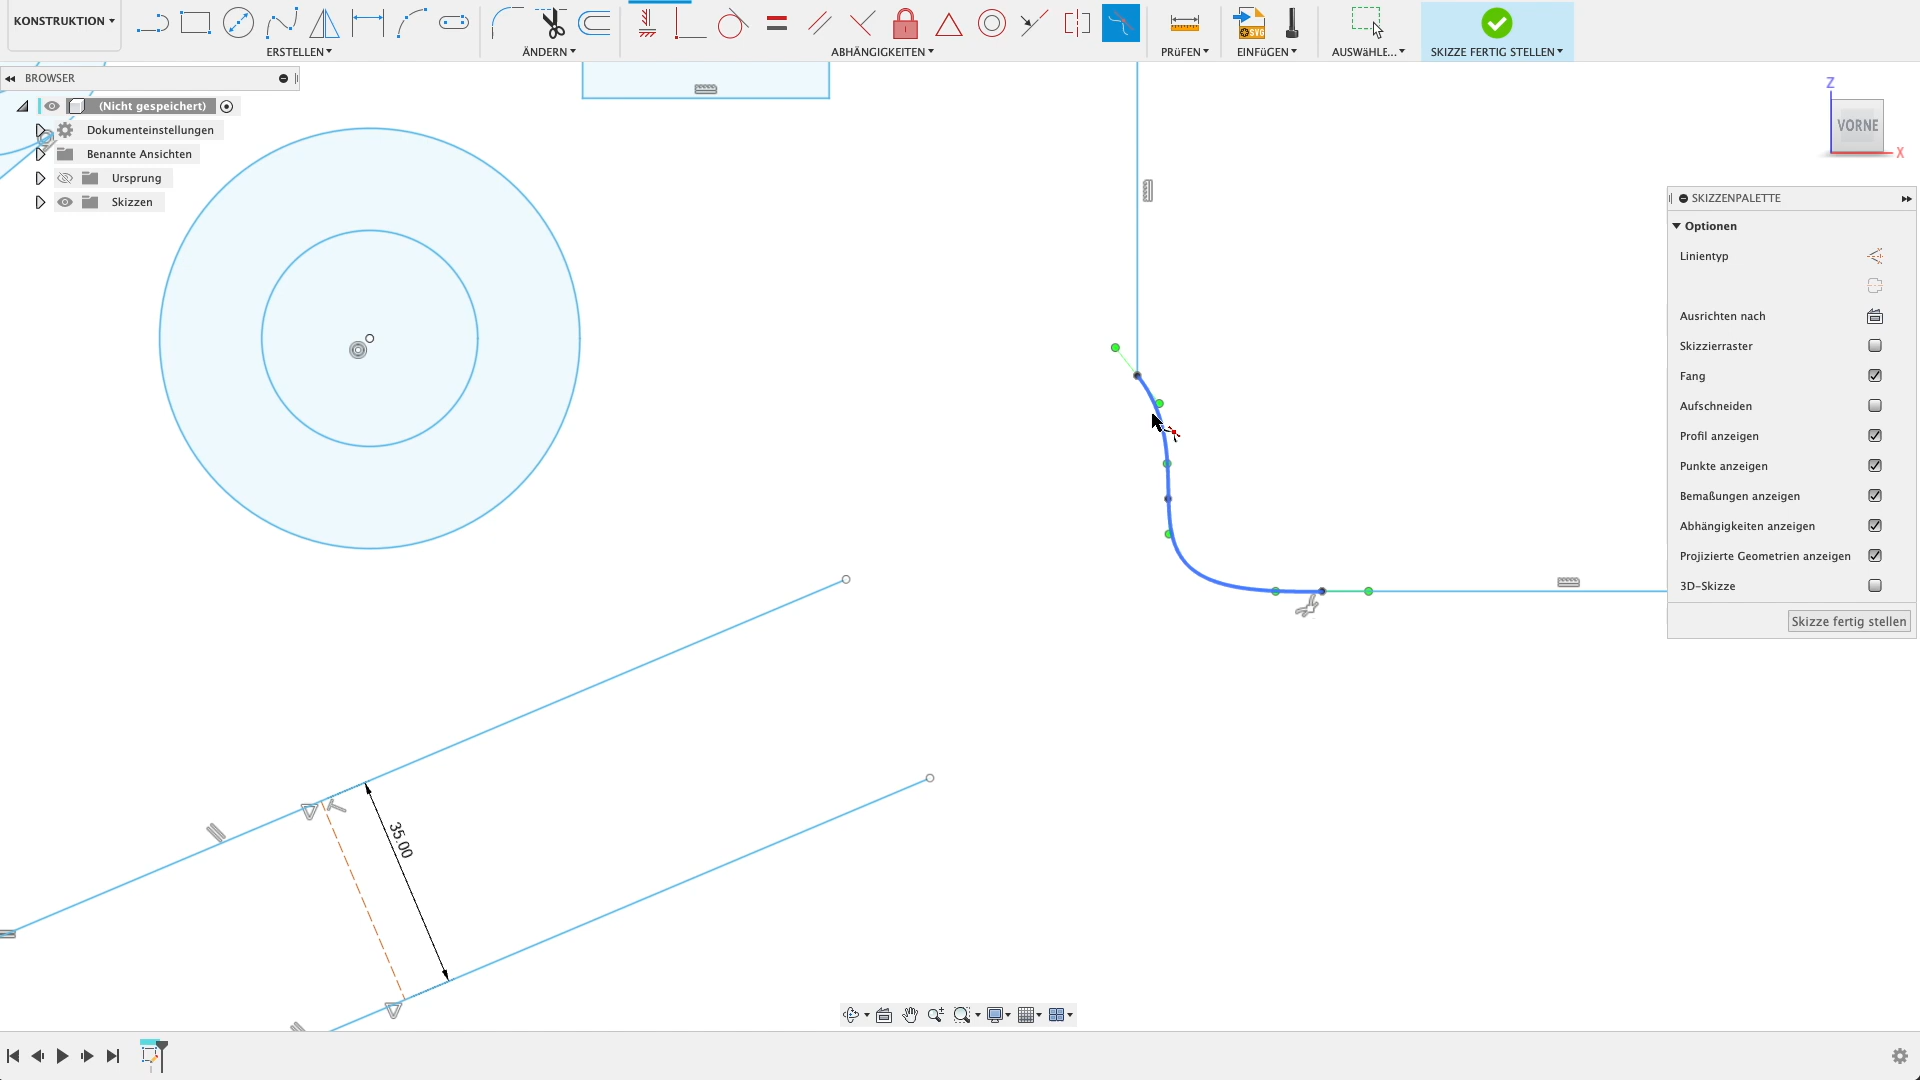 KONSTRUKTION
ERSTELLEN
ÄNDERN
ABHÄNGIGKEITEN
PRÜFEN
SVG
EINFÜGEN
AUSWÄHLE...
SKIZZE FERTIG STELLEN
BROWSER
(Nicht gespeichert)
Dokumenteinstellungen
Benannte Ansichten
Ursprung
Skizzen
Z
VORNE
X
SKIZZENPALETTE
Optionen
Linientyp
Ausrichten nach
Skizzierraster
Fang
Aufschneiden
Profil anzeigen
Punkte anzeigen
Bemaßungen anzeigen
Abhängigkeiten anzeigen
Projizierte Geometrien anzeigen
3D-Skizze
Skizze fertig stellen
35.00